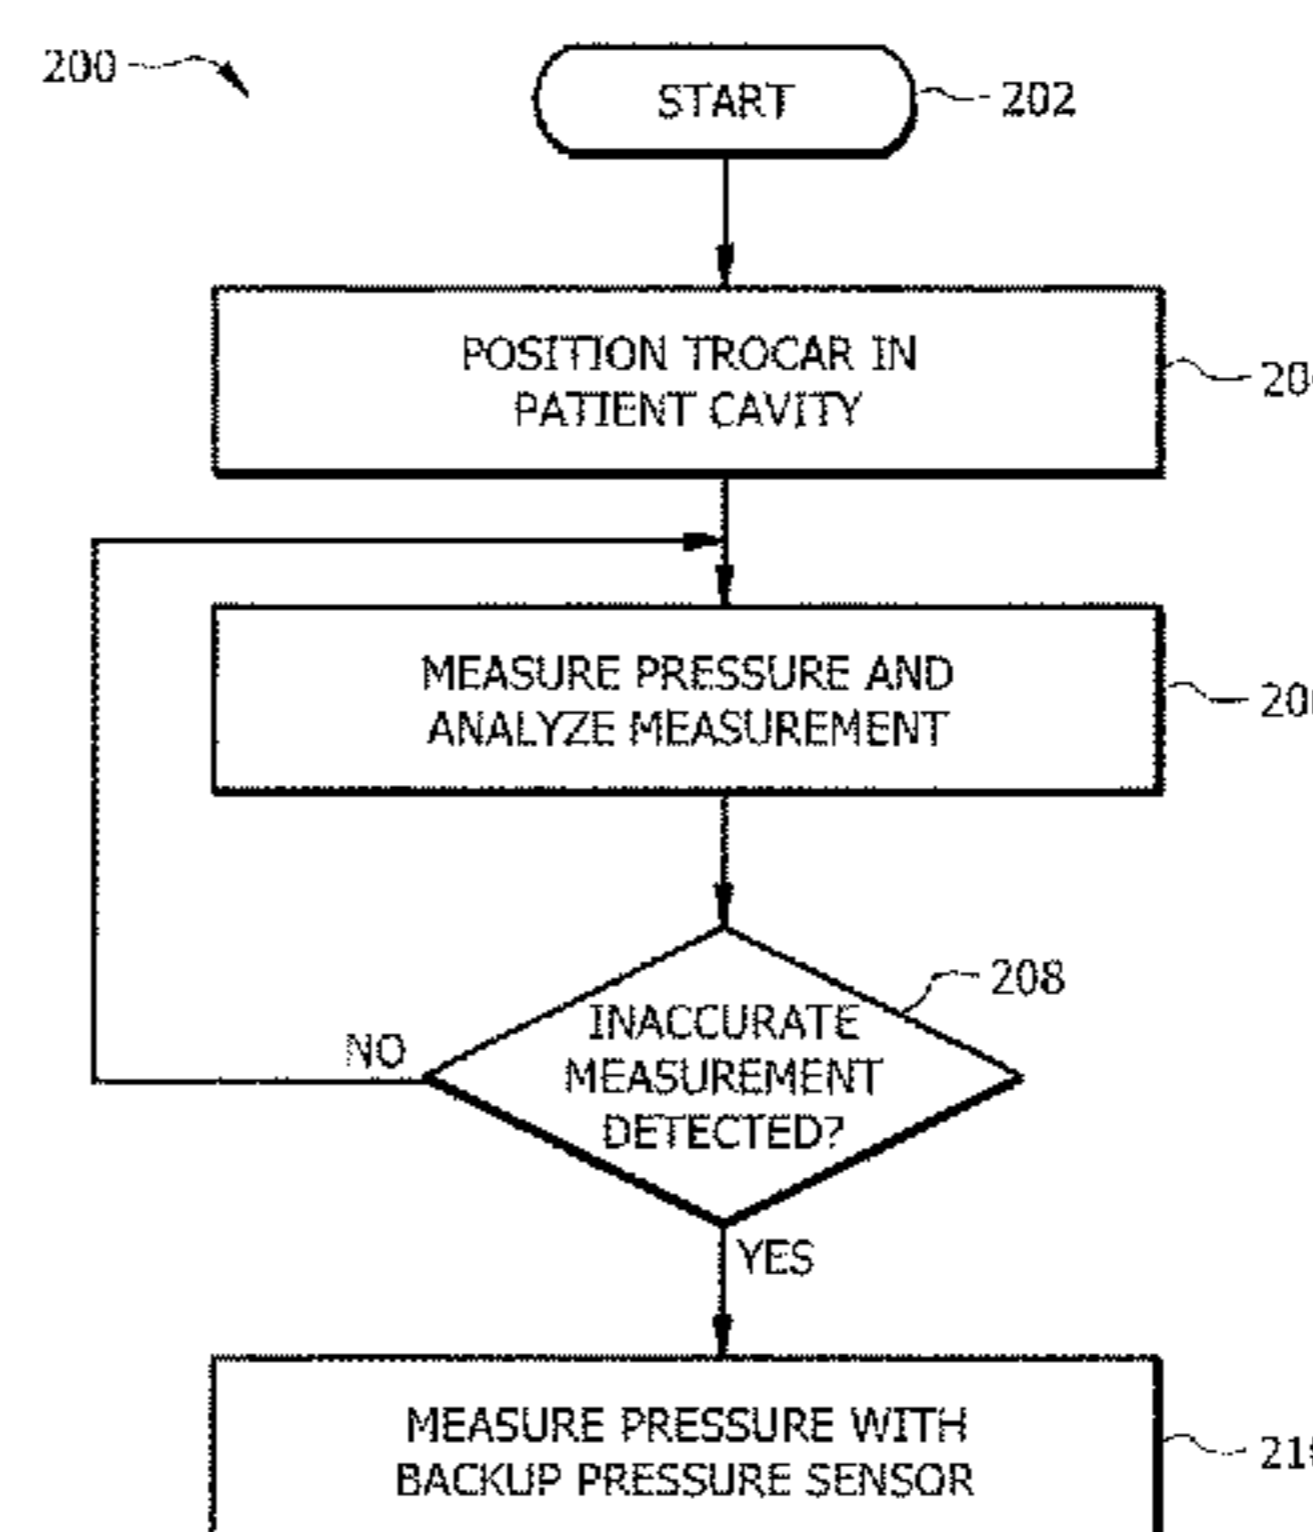 200
START
202
POSITION TROCAR IN
PATIENT CAVITY
MEASURE PRESSURE AND
ANALYZE MEASUREMENT
208
INACCURATE
MEASUREMENT
DETECTED?
NO
YES
MEASURE PRESSURE WITH
BACKUP PRESSURE SENSOR